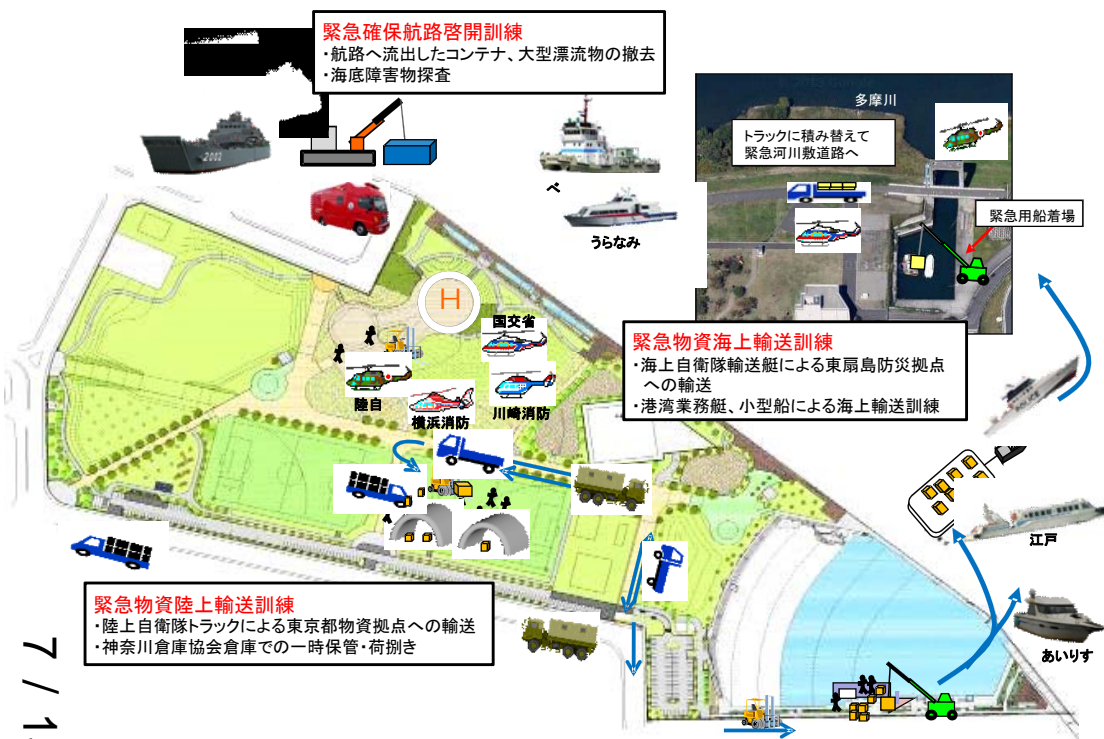 緊急確保航路啓開訓練
・航路へ流出したコンテナ、大型漂流物の撤去
・海底障害物探査
2002
べ
うらなみ
多摩川
トラックに積み替えて
緊急河川敷道路へ
緊急用船着場
緊急物資海上輸送訓練
・海上自衛隊輸送艇による東扇島防災拠点
への輸送
・港湾業務艇、小型船による海上輸送訓練
H
国交省
陸自
横浜消防
川崎消防
江戸
あいりす
緊急物資陸上輸送訓練
・陸上自衛隊トラックによる東京都物資拠点への輸送
・神奈川倉庫協会倉庫での一時保管・荷捌き
7 / 1